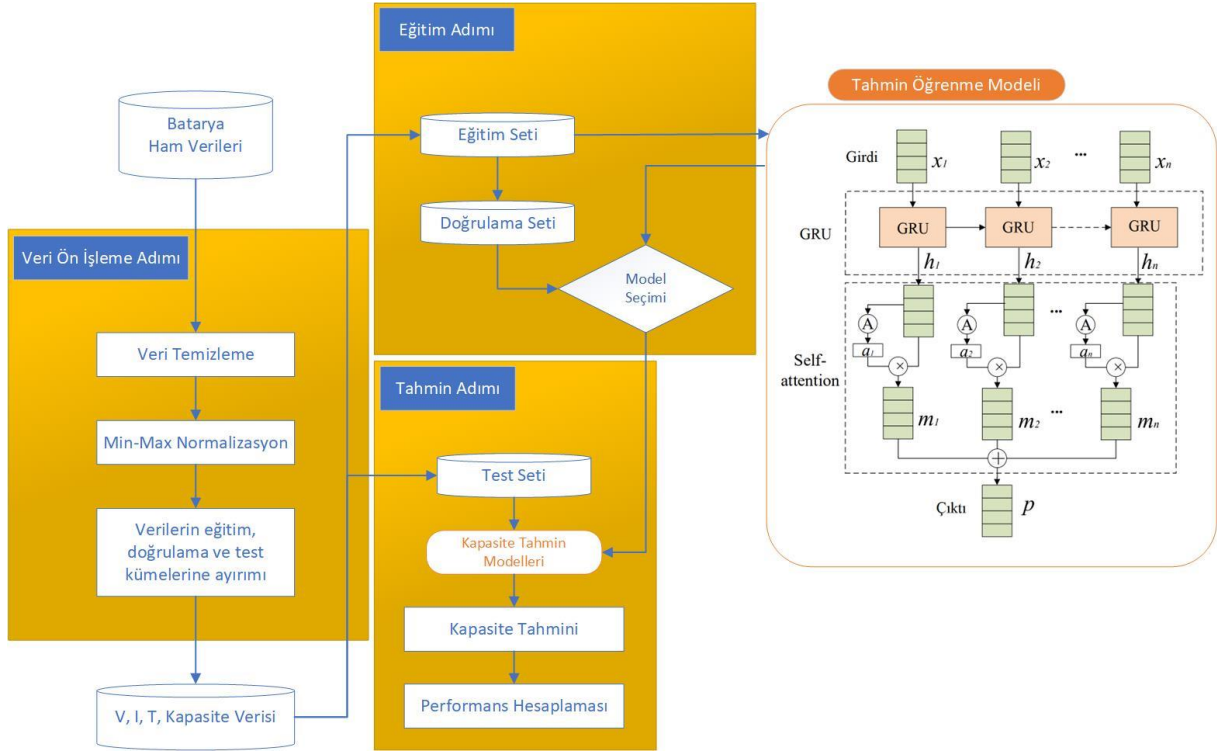 Batarya
Ham Verileri
Veri Ön İşleme Adımı
Veri Temizleme
Min-Max Normalizasyon
Verilerin eğitim,
doğrulama ve test
kümelerine ayırımı
V, I, T, Kapasite Verisi
Eğitim Adımı
Eğitim Seti
Doğrulama Seti
Model
Seçimi
Tahmin Adımı
Test Seti
Kapasite Tahmin
Modelleri
Kapasite Tahmini
Performans Hesaplaması
Tahmin Öğrenme Modeli
Girdi x1 x2 ... xn
GRU GRU GRU GRU
h1 h2 hn
A A ... A
a1 a2 an
Self-
attention
× × ×
m1 m2 ... mn
+
Çıktı p